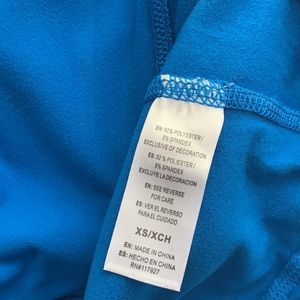 EN: 92% POLYESTER/
8% SPANDEX
EXCLUSIVE OF DECORATION
ES: 92 % POLIESTER/
8% SPANDEX
EXCLUYE LA DECORACION
EN: SEE REVERSE
FOR CARE
ES: VER EL REVERSO
PARA EL CUIDADO
XS/XCH
EN: MADE IN CHINA
ES: HECHO EN CHINA
RN#117927